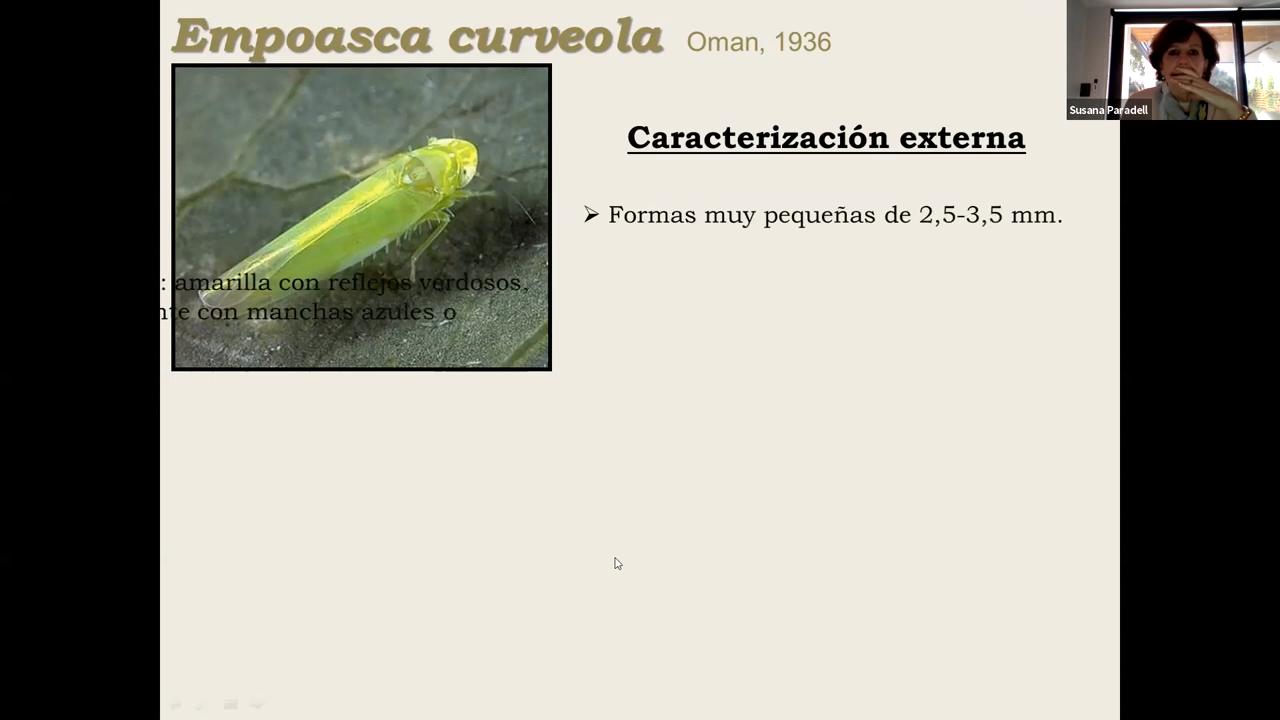 Empoasca curveola Oman, 1936
Susana Paradell
Caracterización externa
➢ Formas muy pequeñas de 2,5-3,5 mm.
: amarilla con reflejos verdosos,
nte con manchas azules o